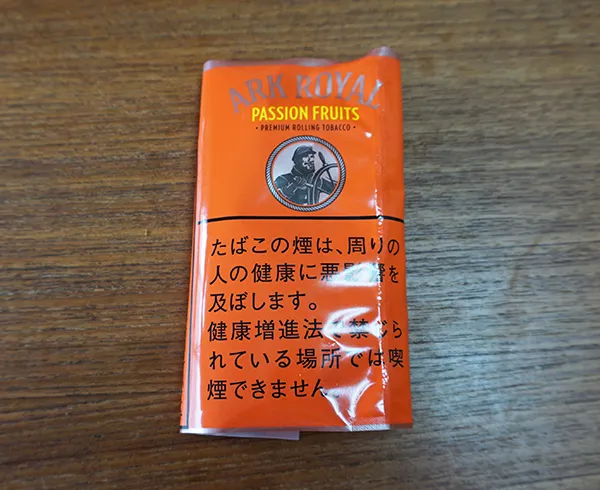 ARK ROYAL
PASSION FRUITS
• PREMIUM ROLLING TOBACCO •
たばこの煙は、周りの
人の健康に悪影響を
及ぼします。
健康増進法で禁じら
れている場所では喫
煙できません。